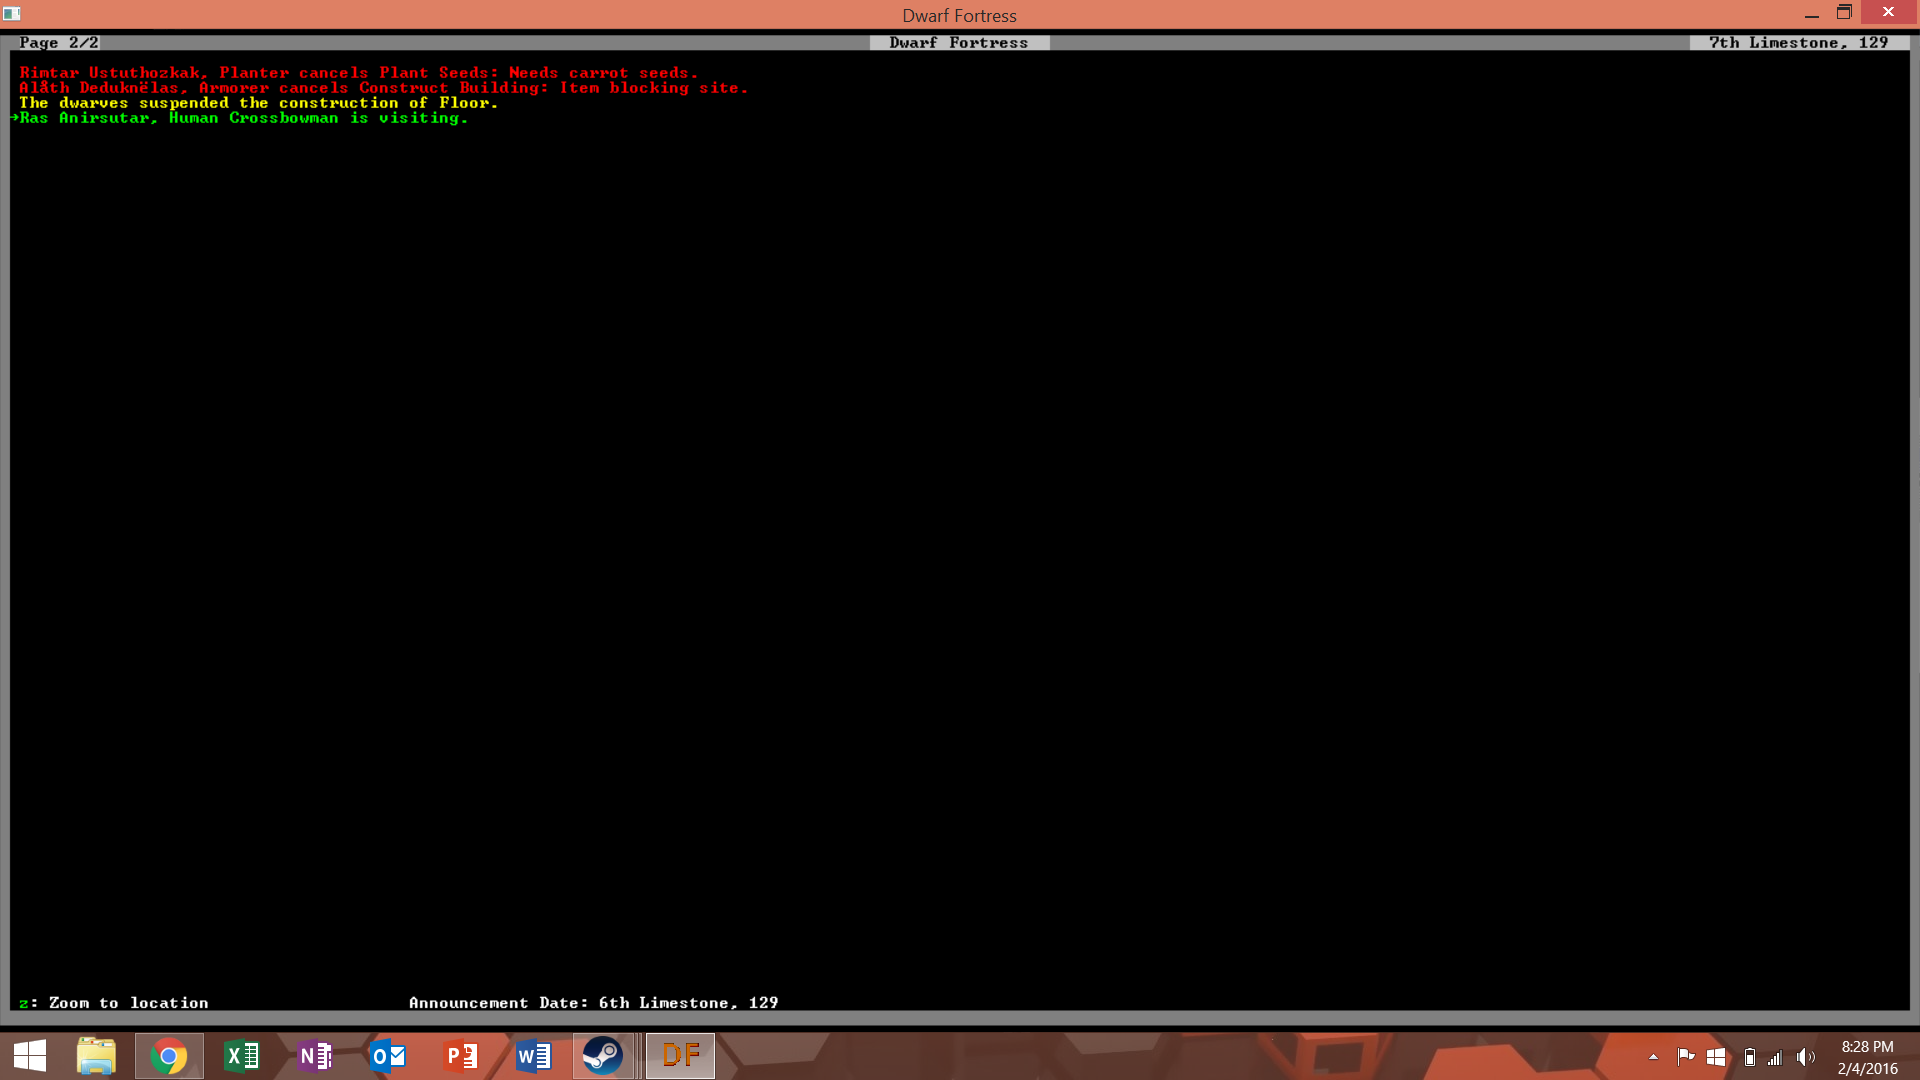 Dwarf Fortress
Page 2/2 Dwarf Fortress 7th Limestone, 129
Rimtar Ustuthozkak, Planter cancels Plant Seeds: Needs carrot seeds.
Alåth Deduknëlas, Armorer cancels Construct Building: Item blocking site.
The dwarves suspended the construction of Floor.
→Ras Anirsutar, Human Crossbowman is visiting.
z: Zoom to location Announcement Date: 6th Limestone, 129
DF
8:28 PM
2/4/2016